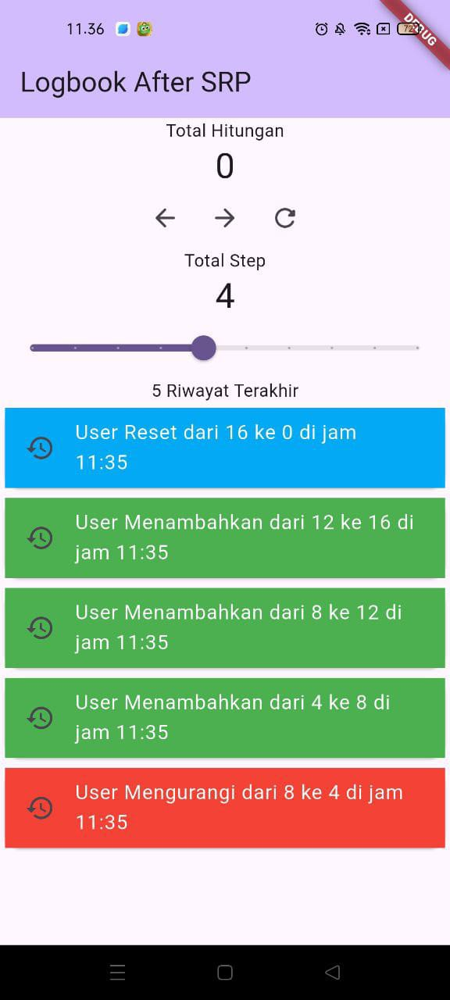 11.36
72
DEBUG
Logbook After SRP
Total Hitungan
0
Total Step
4
5 Riwayat Terakhir
User Reset dari 16 ke 0 di jam
11:35
User Menambahkan dari 12 ke 16 di
jam 11:35
User Menambahkan dari 8 ke 12 di
jam 11:35
User Menambahkan dari 4 ke 8 di
jam 11:35
User Mengurangi dari 8 ke 4 di jam
11:35